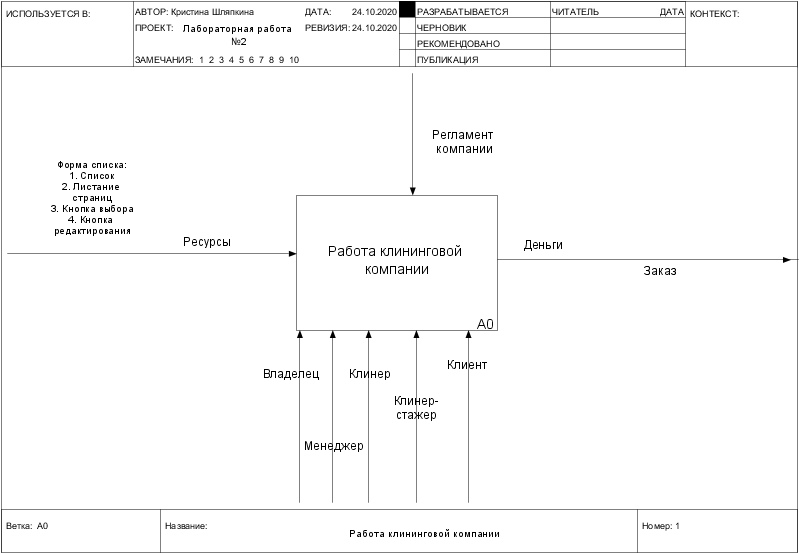 ИСПОЛЬЗУЕТСЯ В:
АВТОР: Кристина Шляпкина
ДАТА: 24.10.2020
ПРОЕКТ: Лабораторная работа
№2
РЕВИЗИЯ: 24.10.2020
ЗАМЕЧАНИЯ: 1 2 3 4 5 6 7 8 9 10
РАЗРАБАТЫВАЕТСЯ
ЧЕРНОВИК
РЕКОМЕНДОВАНО
ПУБЛИКАЦИЯ
ЧИТАТЕЛЬ ДАТА
КОНТЕКСТ:
Регламент
компании
Форма списка:
1. Список
2. Листание
страниц
3. Кнопка выбора
4. Кнопка
редактирования
Ресурсы
Работа клининговой
компании
A0
Деньги
Заказ
Владелец
Менеджер
Клинер
Клинер-
стажер
Клиент
Ветка: A0
Название:
Работа клининговой компании
Номер: 1